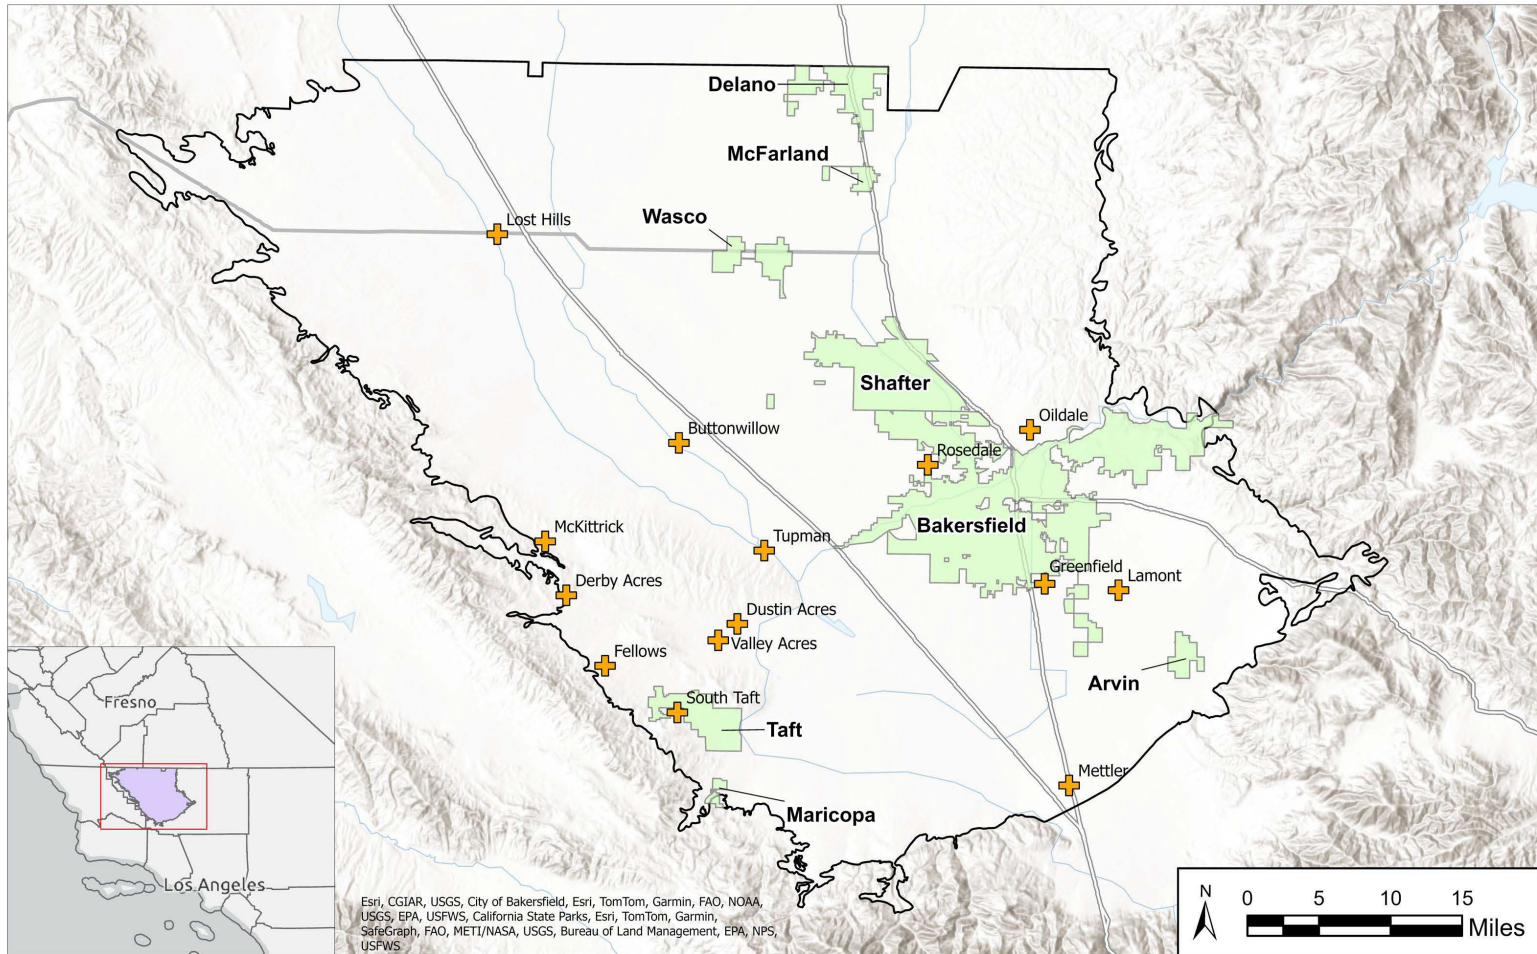 Delano
McFarland
Wasco
Lost Hills
Shafter
Oildale
Buttonwillow
Rosedale
Bakersfield
McKittrick
Tupman
Greenfield
Lamont
Derby Acres
Dustin Acres
Valley Acres
Fellows
Arvin
South Taft
Taft
Mettler
Maricopa
Fresno
Los Angeles
Esri, CGIAR, USGS, City of Bakersfield, Esri, TomTom, Garmin, FAO, NOAA,
USGS, EPA, USFWS, California State Parks, Esri, TomTom, Garmin,
SafeGraph, FAO, METI/NASA, USGS, Bureau of Land Management, EPA, NPS,
USFWS
N
0 5 10 15
Miles